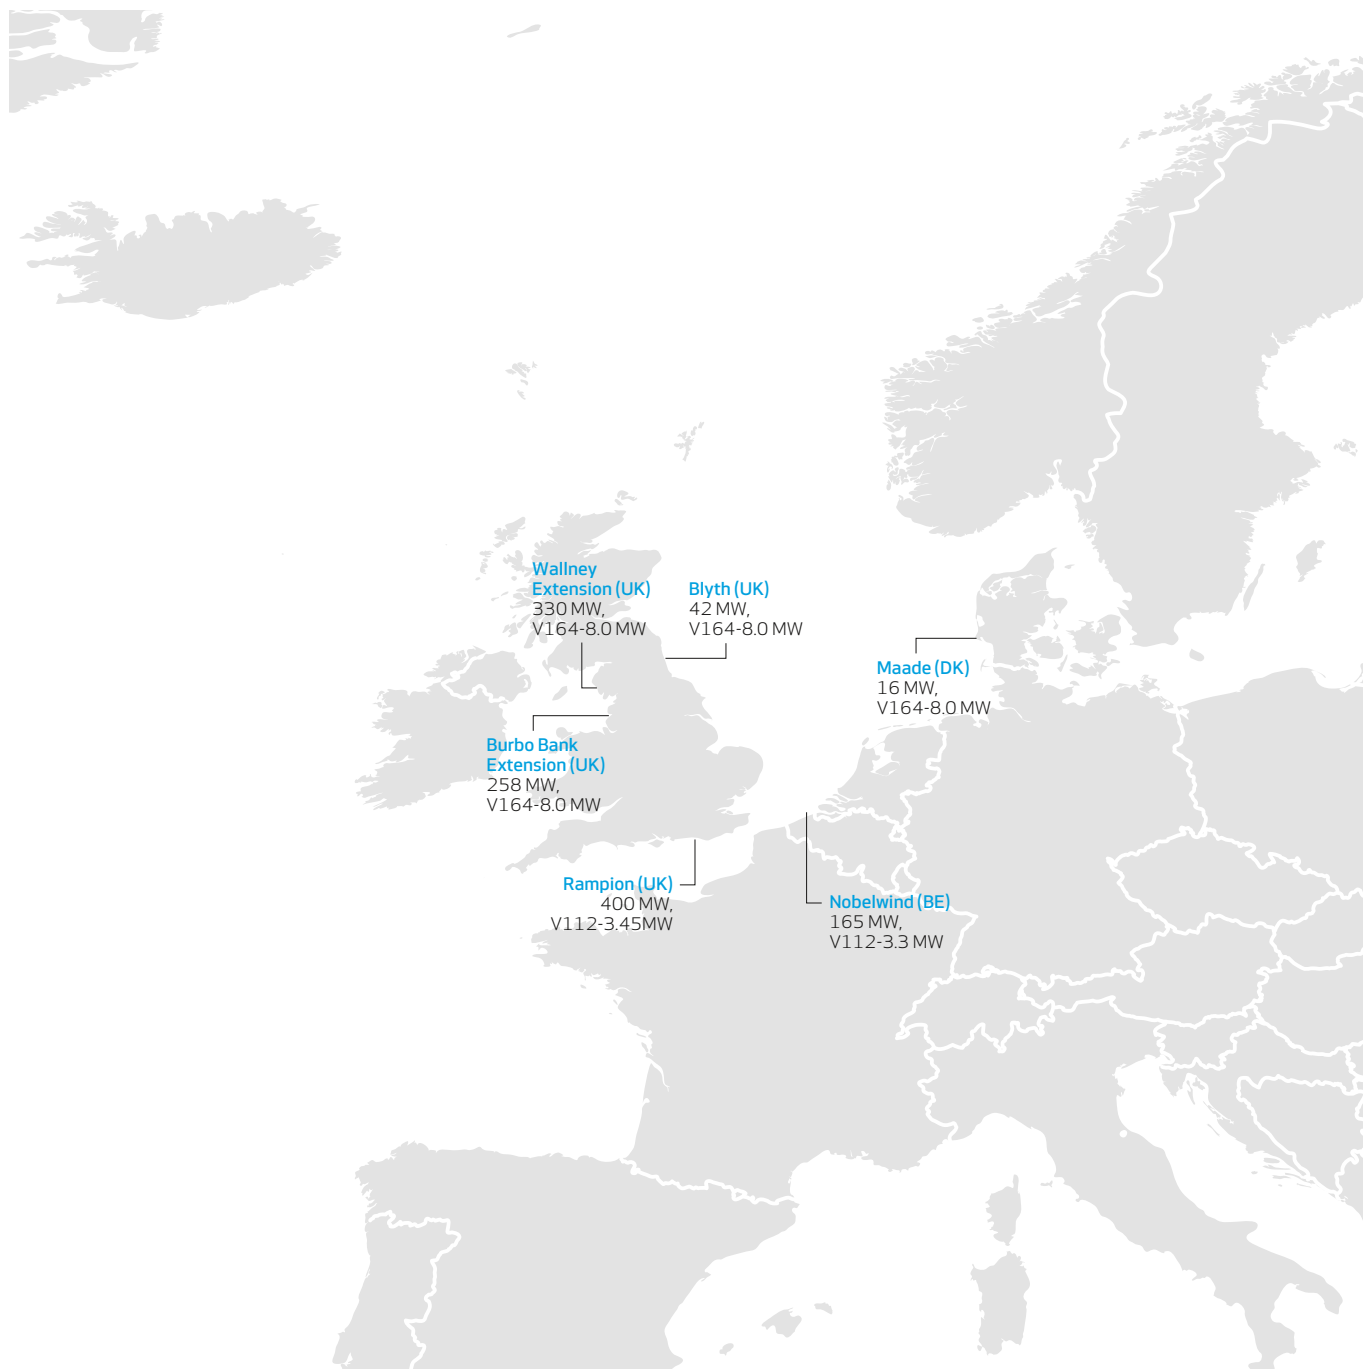 Wallney
Extension (UK)
330 MW,
V164-8.0 MW
Blyth (UK)
42 MW,
V164-8.0 MW
Maade (DK)
16 MW,
V164-8.0 MW
Burbo Bank
Extension (UK)
258 MW,
V164-8.0 MW
Rampion (UK)
400 MW,
V112-3.45MW
Nobelwind (BE)
165 MW,
V112-3.3 MW